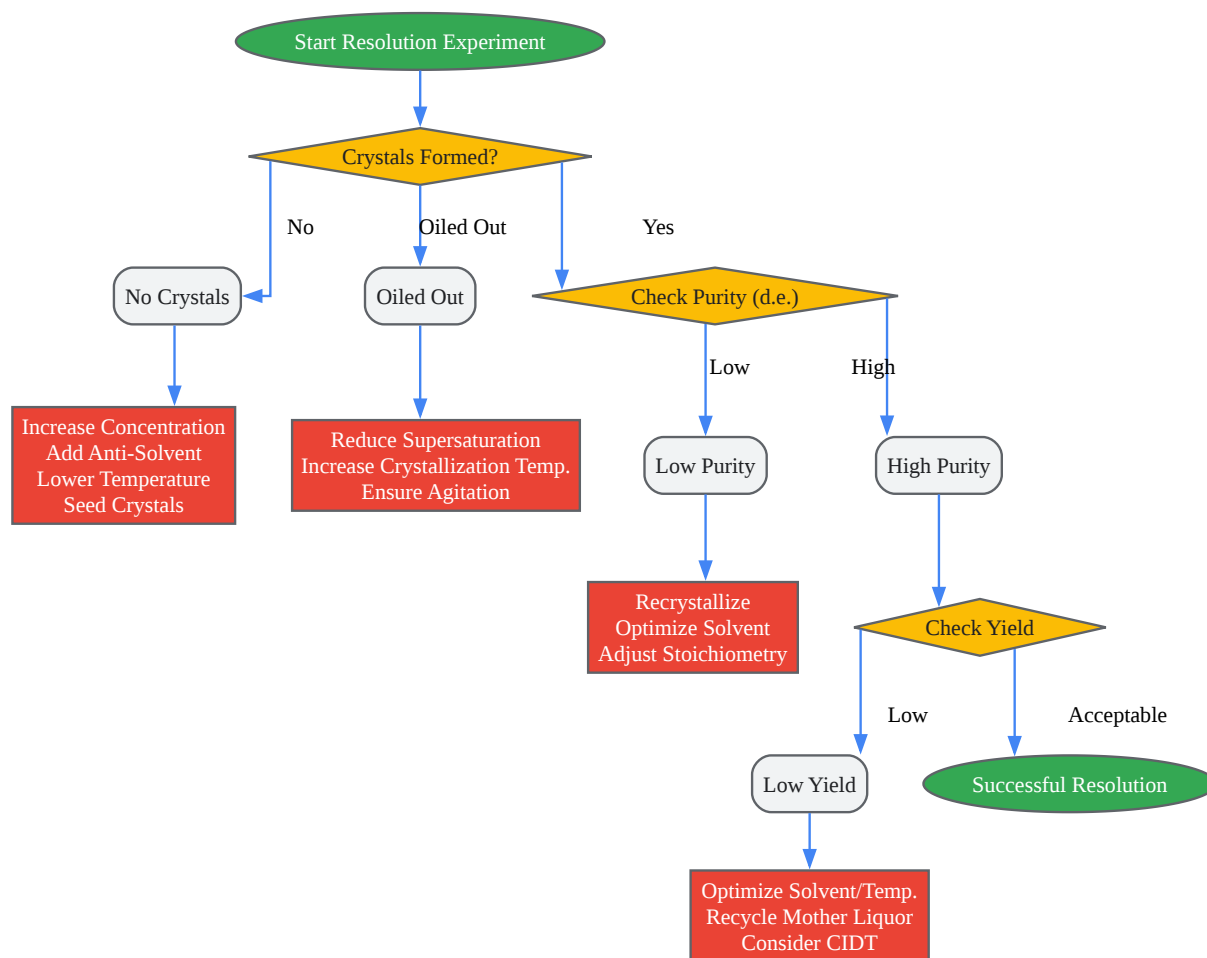 Start Resolution Experiment
Crystals Formed?
No
Oiled Out
Yes
No Crystals
Oiled Out
Check Purity (d.e.)
Low
High
Increase Concentration
Add Anti-Solvent
Lower Temperature
Seed Crystals
Reduce Supersaturation
Increase Crystallization Temp.
Ensure Agitation
Low Purity
High Purity
Recrystallize
Optimize Solvent
Adjust Stoichiometry
Check Yield
Low
Acceptable
Low Yield
Successful Resolution
Optimize Solvent/Temp.
Recycle Mother Liquor
Consider CIDT